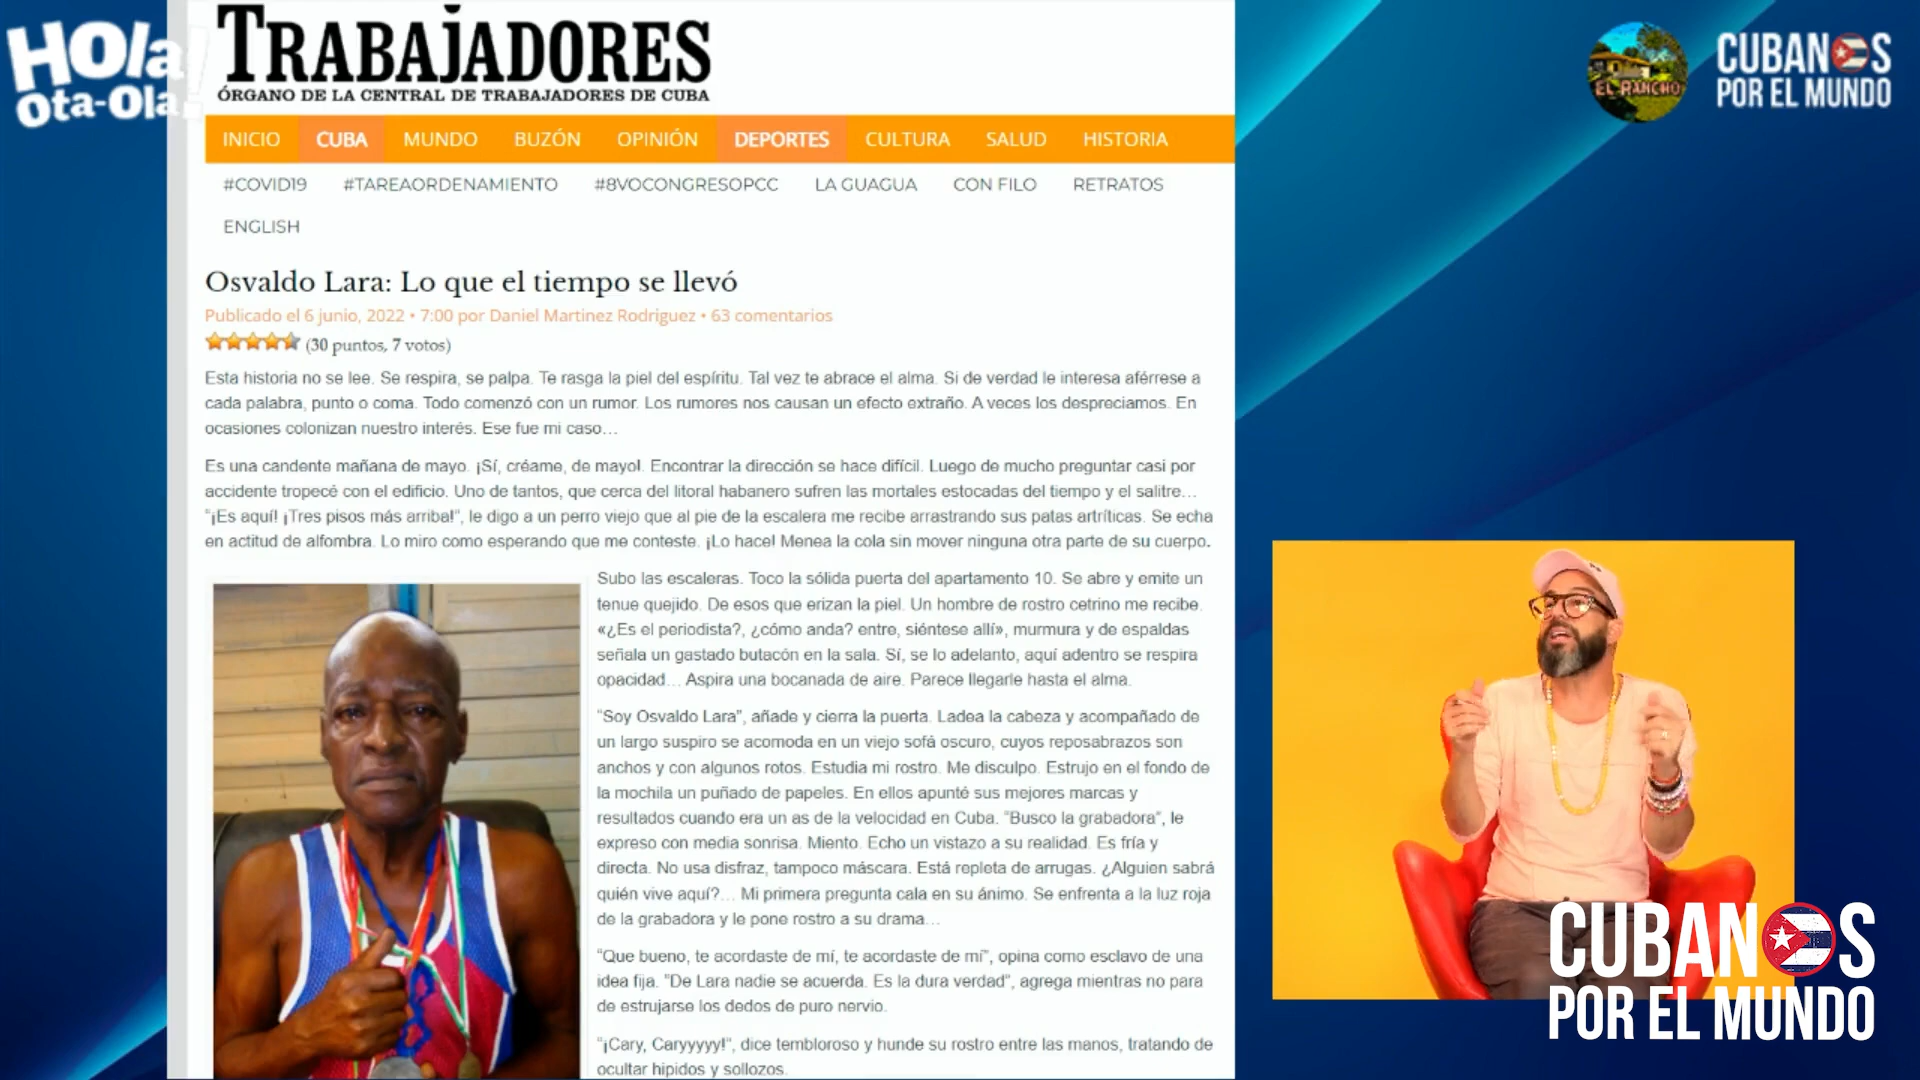 Hola!
Ota-Ola
TRABAJADORES
ÓRGANO DE LA CENTRAL DE TRABAJADORES DE CUBA
EL RANCHO
CUBANOS
POR EL MUNDO
INICIO CUBA MUNDO BUZÓN OPINIÓN DEPORTES CULTURA SALUD HISTORIA
#COVID19 #TAREAORDENAMIENTO #8VOCONGRESOPCC LA GUAGUA CON FILO RETRATOS
ENGLISH
Osvaldo Lara: Lo que el tiempo se llevó
Publicado el 6 junio, 2022 • 7:00 por Daniel Martinez Rodriguez • 63 comentarios
(30 puntos, 7 votos)
Esta historia no se lee. Se respira, se palpa. Te rasga la piel del espíritu. Tal vez te abrace el alma. Si de verdad le interesa aférrese a
cada palabra, punto o coma. Todo comenzó con un rumor. Los rumores nos causan un efecto extraño. A veces los despreciamos. En
ocasiones colonizan nuestro interés. Ese fue mi caso…
Es una candente mañana de mayo. ¡Sí, créame, de mayo!. Encontrar la dirección se hace difícil. Luego de mucho preguntar casi por
accidente tropecé con el edificio. Uno de tantos, que cerca del litoral habanero sufren las mortales estocadas del tiempo y el salitre…
“¡Es aquí! ¡Tres pisos más arriba!”, le digo a un perro viejo que al pie de la escalera me recibe arrastrando sus patas artríticas. Se echa
en actitud de alfombra. Lo miro como esperando que me conteste. ¡Lo hace! Menea la cola sin mover ninguna otra parte de su cuerpo.
Subo las escaleras. Toco la sólida puerta del apartamento 10. Se abre y emite un
tenue quejido. De esos que erizan la piel. Un hombre de rostro cetrino me recibe.
«¿Es el periodista?, ¿cómo anda? entre, siéntese allí», murmura y de espaldas
señala un gastado butacón en la sala. Sí, se lo adelanto, aquí adentro se respira
opacidad… Aspira una bocanada de aire. Parece llegarle hasta el alma.
“Soy Osvaldo Lara”, añade y cierra la puerta. Ladea la cabeza y acompañado de
un largo suspiro se acomoda en un viejo sofá oscuro, cuyos reposabrazos son
anchos y con algunos rotos. Estudia mi rostro. Me disculpo. Estrujo en el fondo de
la mochila un puñado de papeles. En ellos apunté sus mejores marcas y
resultados cuando era un as de la velocidad en Cuba. “Busco la grabadora”, le
expreso con media sonrisa. Miento. Echo un vistazo a su realidad. Es fría y
directa. No usa disfraz, tampoco máscara. Está repleta de arrugas. ¿Alguien sabrá
quién vive aquí?… Mi primera pregunta cala en su ánimo. Se enfrenta a la luz roja
de la grabadora y le pone rostro a su drama…
“Que bueno, te acordaste de mí, te acordaste de mí”, opina como esclavo de una
idea fija. “De Lara nadie se acuerda. Es la dura verdad”, agrega mientras no para
de estrujarse los dedos de puro nervio.
“¡Cary, Caryyyyy!”, dice tembloroso y hunde su rostro entre las manos, tratando de
ocultar hipidos y sollozos.
CUBANOS
POR EL MUNDO